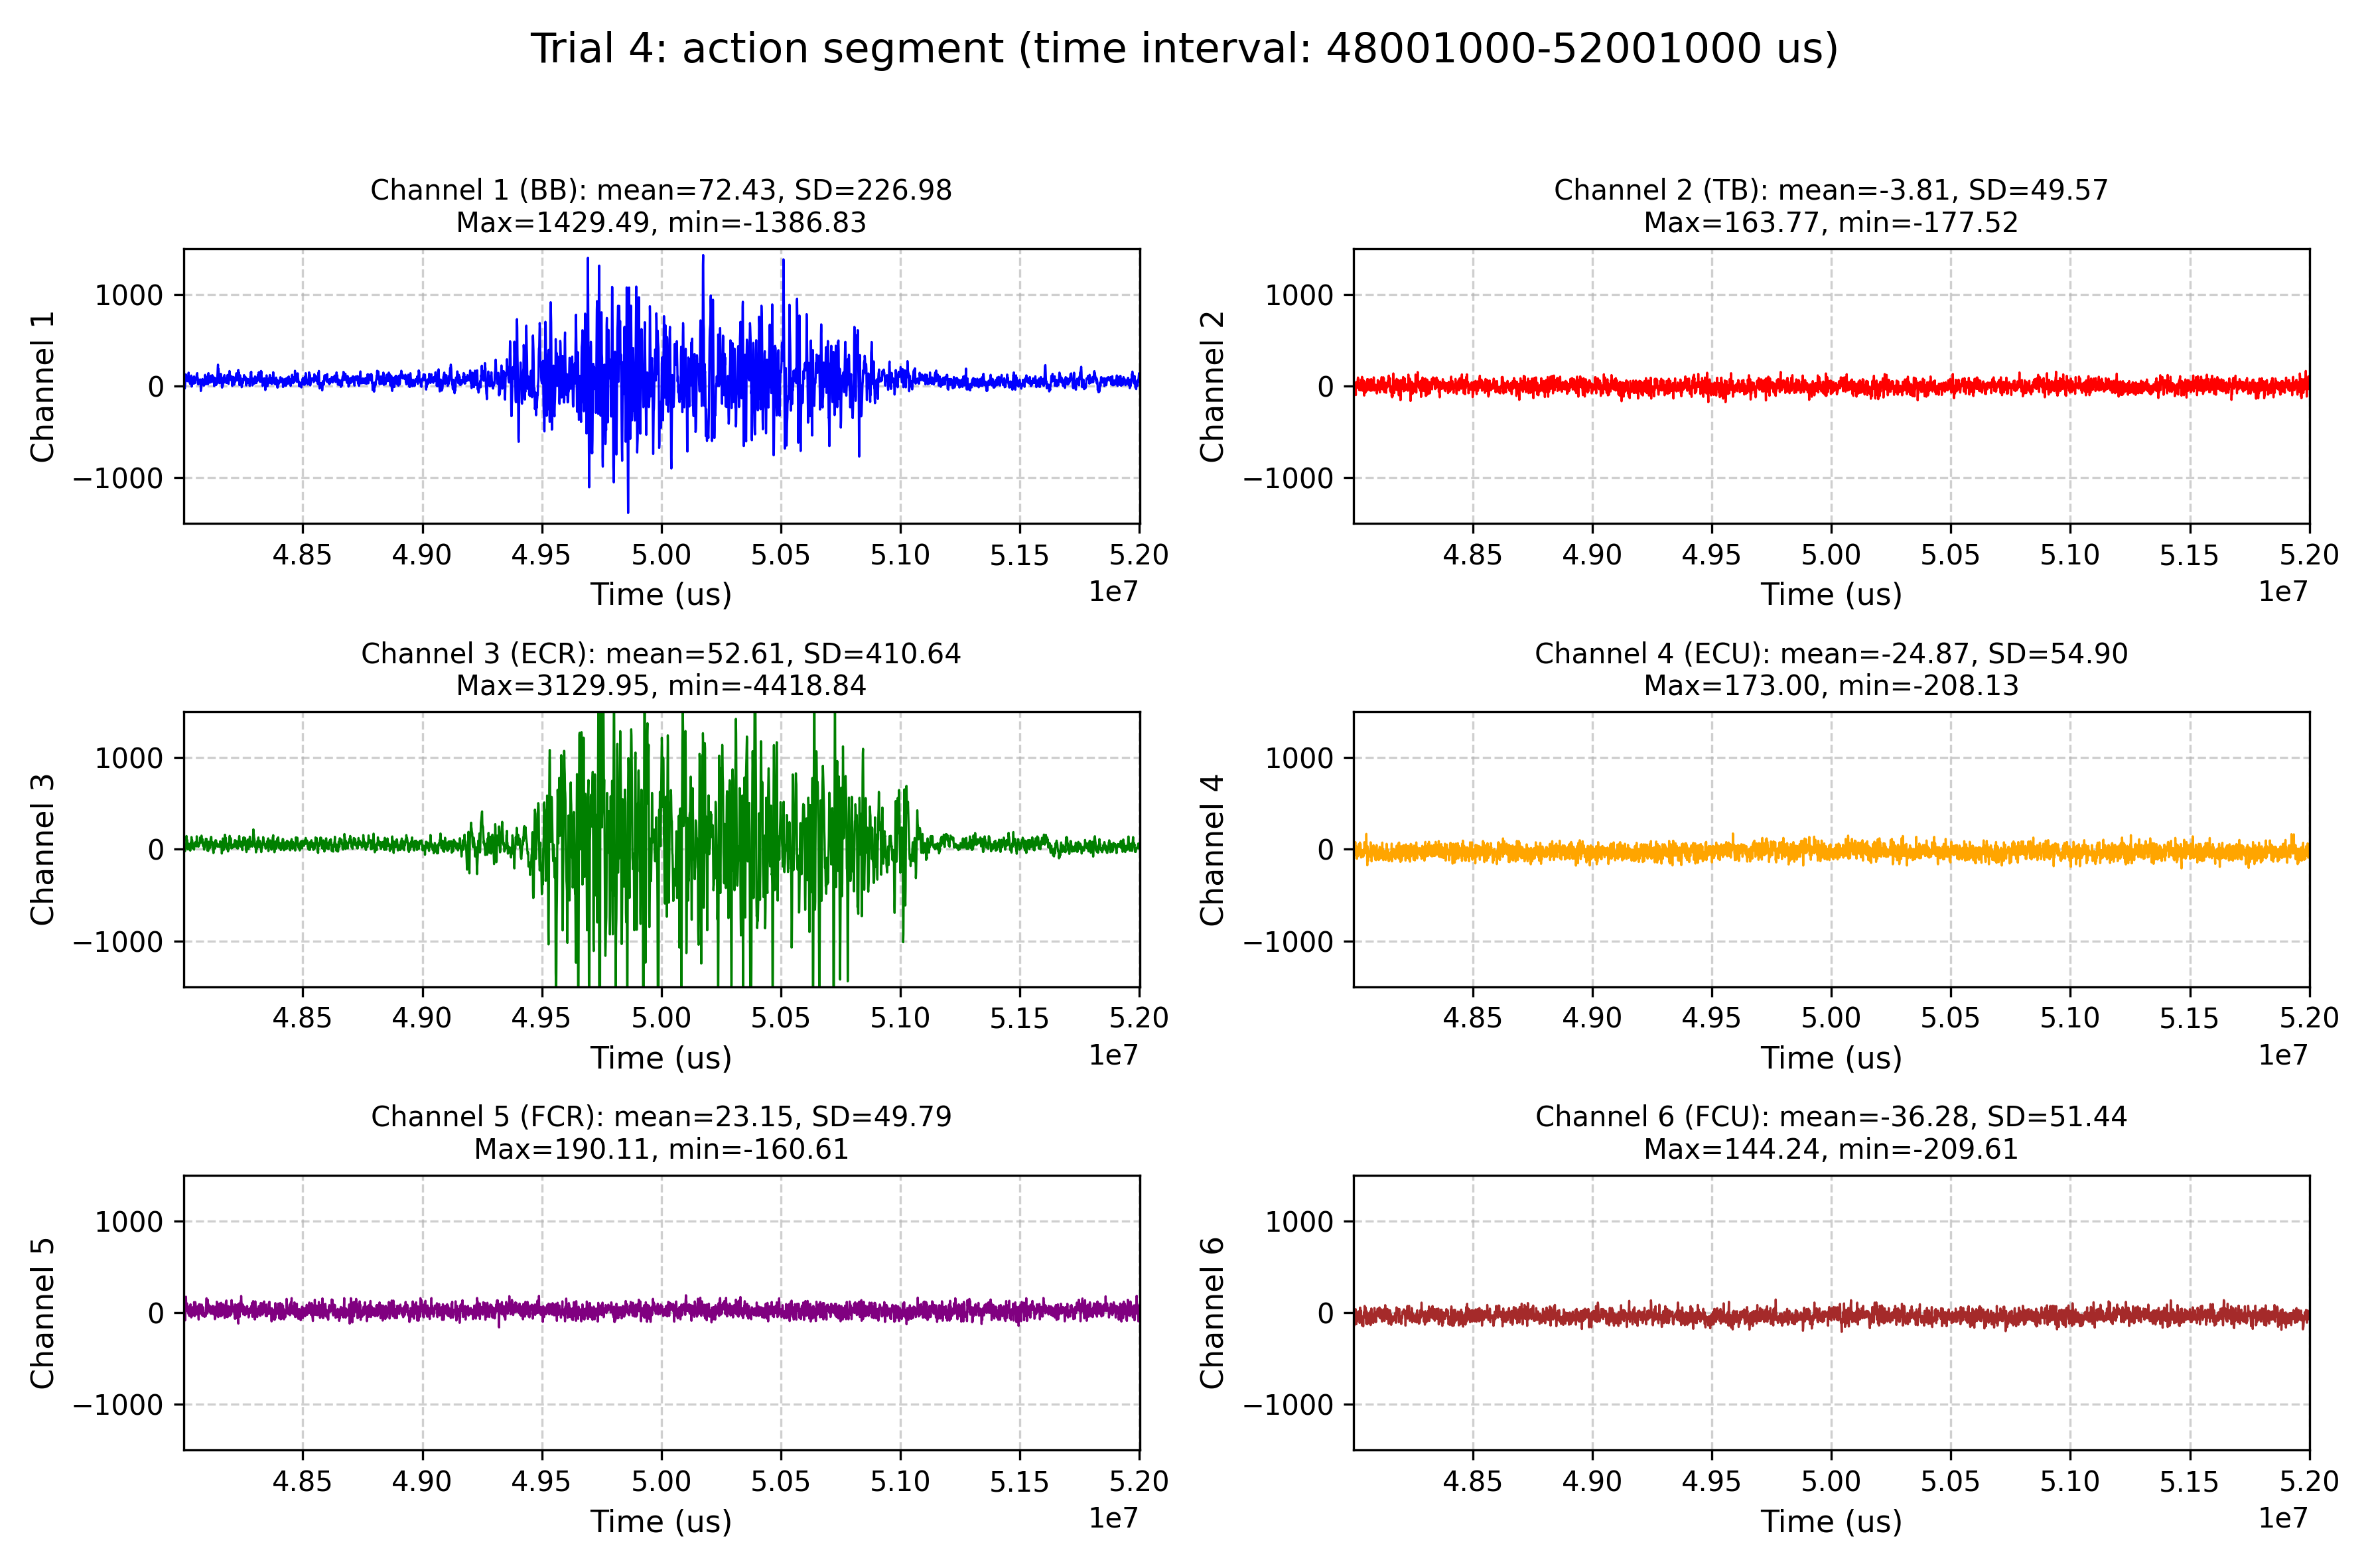 Trial 4: action segment (time interval: 48001000-52001000 us)
Channel 1 (BB): mean=72.43, SD=226.98
Max=1429.49, min=-1386.83
Channel 1
1000
0
−1000
4.85 4.90 4.95 5.00 5.05 5.10 5.15 5.20
Time (us)
1e7
Channel 2 (TB): mean=-3.81, SD=49.57
Max=163.77, min=-177.52
Channel 2
1000
0
−1000
4.85 4.90 4.95 5.00 5.05 5.10 5.15 5.20
Time (us)
1e7
Channel 3 (ECR): mean=52.61, SD=410.64
Max=3129.95, min=-4418.84
Channel 3
1000
0
−1000
4.85 4.90 4.95 5.00 5.05 5.10 5.15 5.20
Time (us)
1e7
Channel 4 (ECU): mean=-24.87, SD=54.90
Max=173.00, min=-208.13
Channel 4
1000
0
−1000
4.85 4.90 4.95 5.00 5.05 5.10 5.15 5.20
Time (us)
1e7
Channel 5 (FCR): mean=23.15, SD=49.79
Max=190.11, min=-160.61
Channel 5
1000
0
−1000
4.85 4.90 4.95 5.00 5.05 5.10 5.15 5.20
Time (us)
1e7
Channel 6 (FCU): mean=-36.28, SD=51.44
Max=144.24, min=-209.61
Channel 6
1000
0
−1000
4.85 4.90 4.95 5.00 5.05 5.10 5.15 5.20
Time (us)
1e7